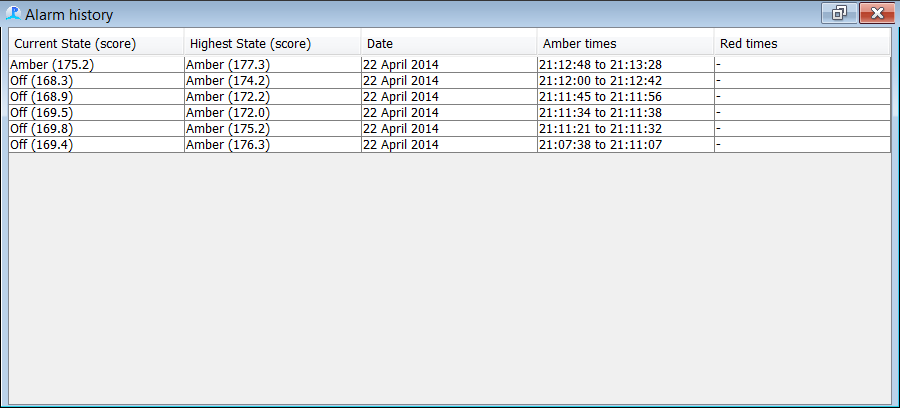 Alarm history
Current State (score) Highest State (score) Date Amber times Red times
Amber (175.2) Amber (177.3) 22 April 2014 21:12:48 to 21:13:28 -
Off (168.3) Amber (174.2) 22 April 2014 21:12:00 to 21:12:42 -
Off (168.9) Amber (172.2) 22 April 2014 21:11:45 to 21:11:56 -
Off (169.5) Amber (172.0) 22 April 2014 21:11:34 to 21:11:38 -
Off (169.8) Amber (175.2) 22 April 2014 21:11:21 to 21:11:32 -
Off (169.4) Amber (176.3) 22 April 2014 21:07:38 to 21:11:07 -